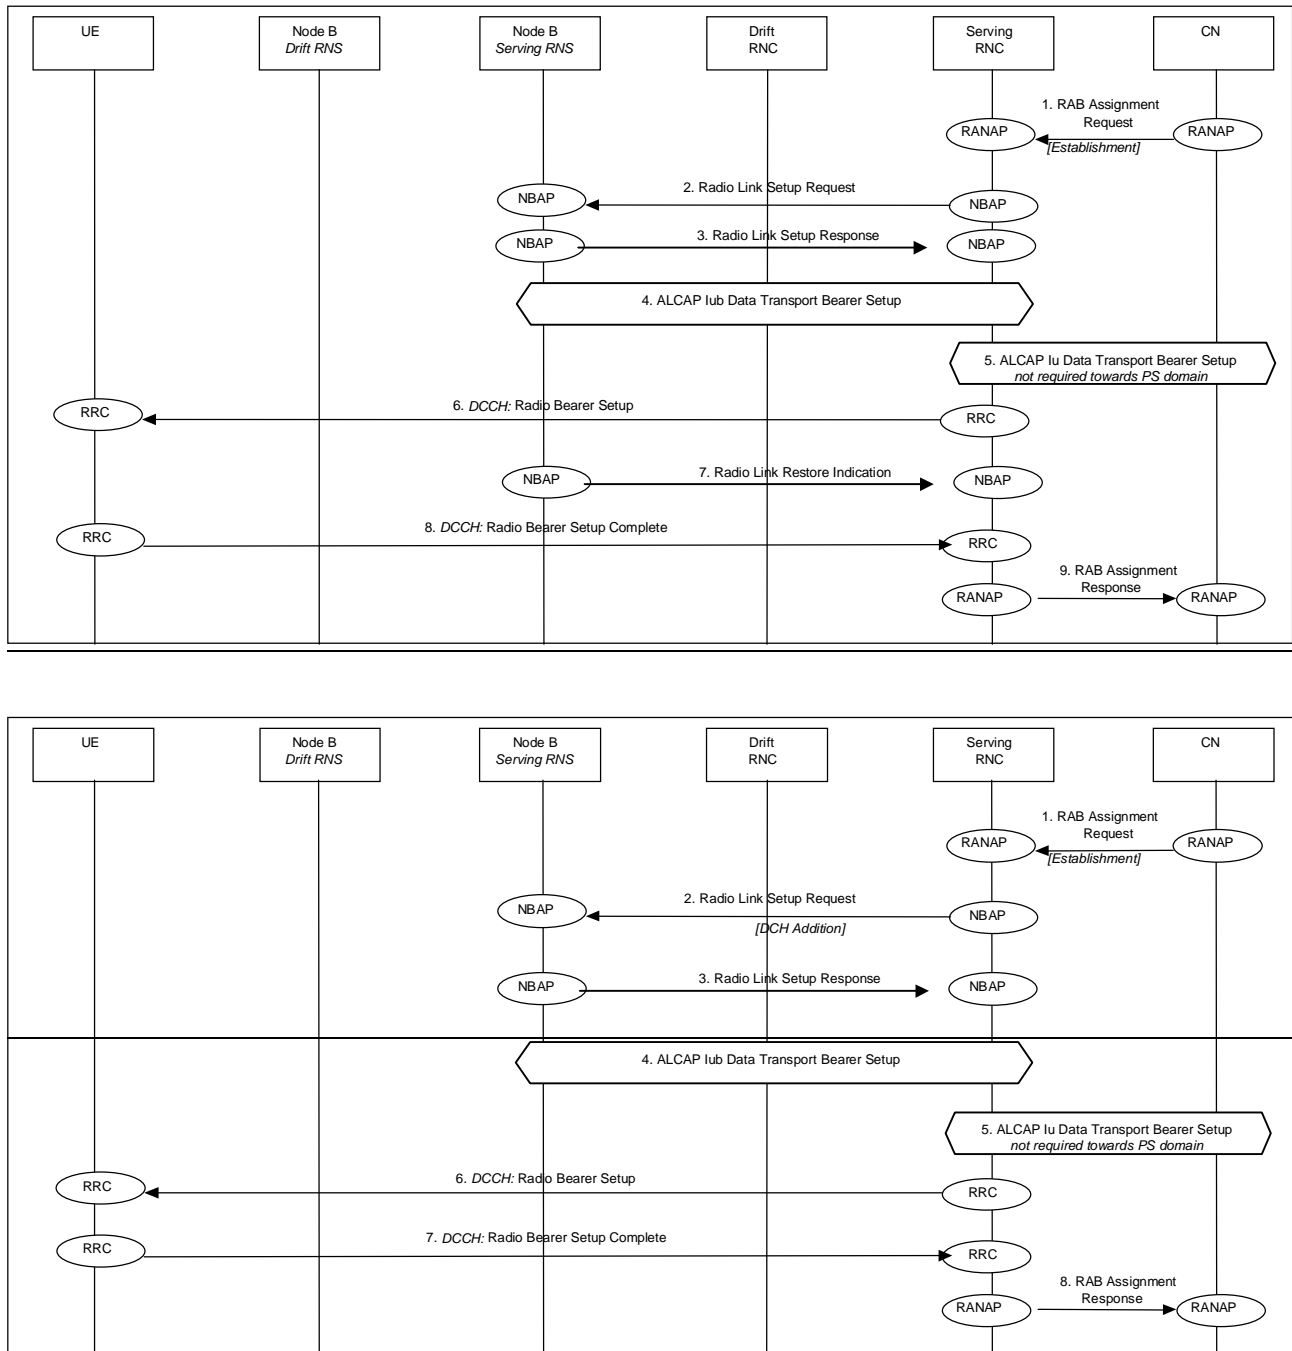 UE
Node B
Drift RNS
Node B
Serving RNS
Drift
RNC
Serving
RNC
CN
1. RAB Assignment
Request
[Establishment]
RANAP
RANAP
2. Radio Link Setup Request
NBAP
NBAP
3. Radio Link Setup Response
NBAP
NBAP
4. ALCAP Iub Data Transport Bearer Setup
5. ALCAP Iu Data Transport Bearer Setup
not required towards PS domain
6. DCCH: Radio Bearer Setup
RRC
RRC
7. Radio Link Restore Indication
NBAP
NBAP
8. DCCH: Radio Bearer Setup Complete
RRC
RRC
9. RAB Assignment
Response
RANAP
RANAP
UE
Node B
Drift RNS
Node B
Serving RNS
Drift
RNC
Serving
RNC
CN
1. RAB Assignment
Request
[Establishment]
RANAP
RANAP
2. Radio Link Setup Request
[DCH Addition]
NBAP
NBAP
3. Radio Link Setup Response
NBAP
NBAP
4. ALCAP Iub Data Transport Bearer Setup
5. ALCAP Iu Data Transport Bearer Setup
not required towards PS domain
6. DCCH: Radio Bearer Setup
RRC
RRC
7. DCCH: Radio Bearer Setup Complete
RRC
RRC
8. RAB Assignment
Response
RANAP
RANAP